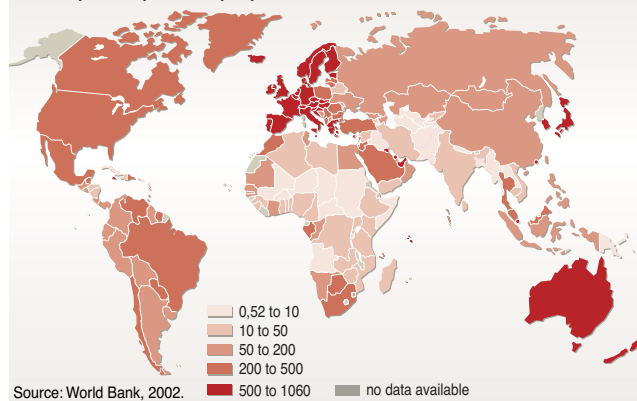 0,52 to 10
10 to 50
50 to 200
200 to 500
500 to 1060
no data available
Source: World Bank, 2002.